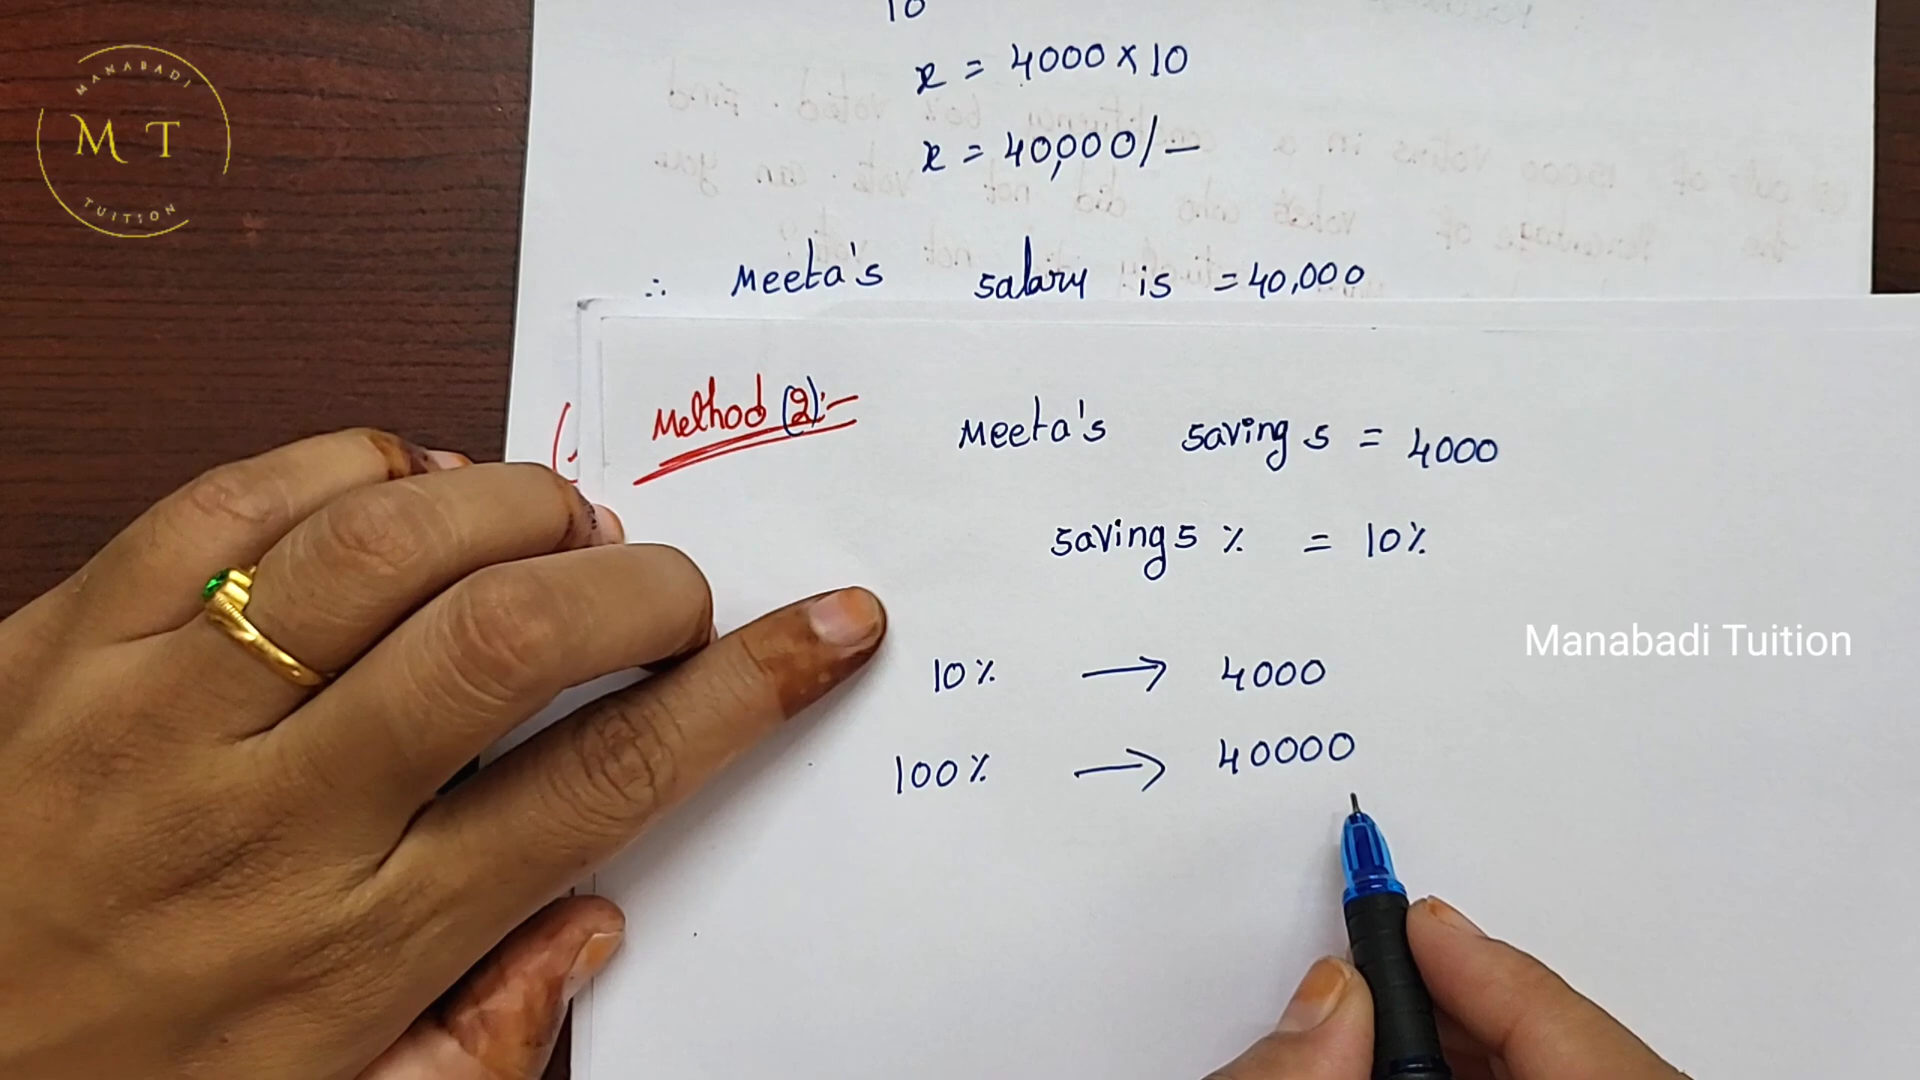 MANABADI
M T
TUITION
10
x = 4000 × 10
x = 40,000/-
∴ Meeta's salary is = 40,000
Method (2):-
Meeta's savings = 4000
savings % = 10%
Manabadi Tuition
10% → 4000
100% → 40000